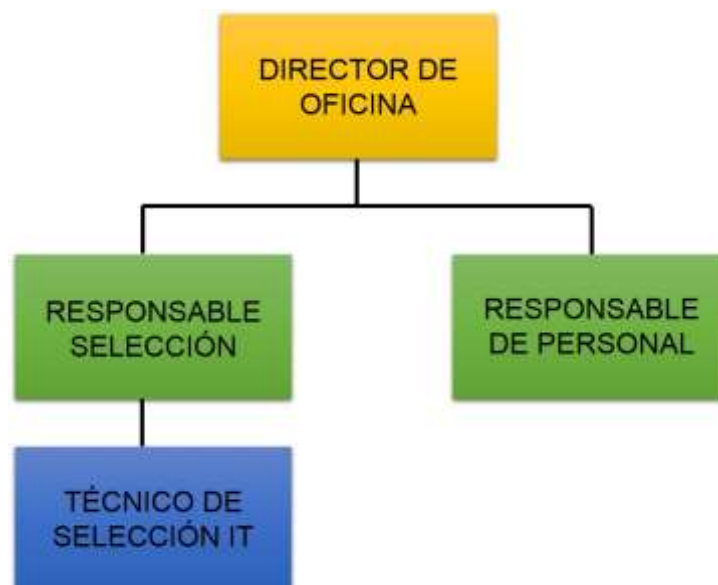 DIRECTOR DE
OFICINA
RESPONSABLE
SELECCIÓN
RESPONSABLE
DE PERSONAL
TÉCNICO DE
SELECCIÓN IT